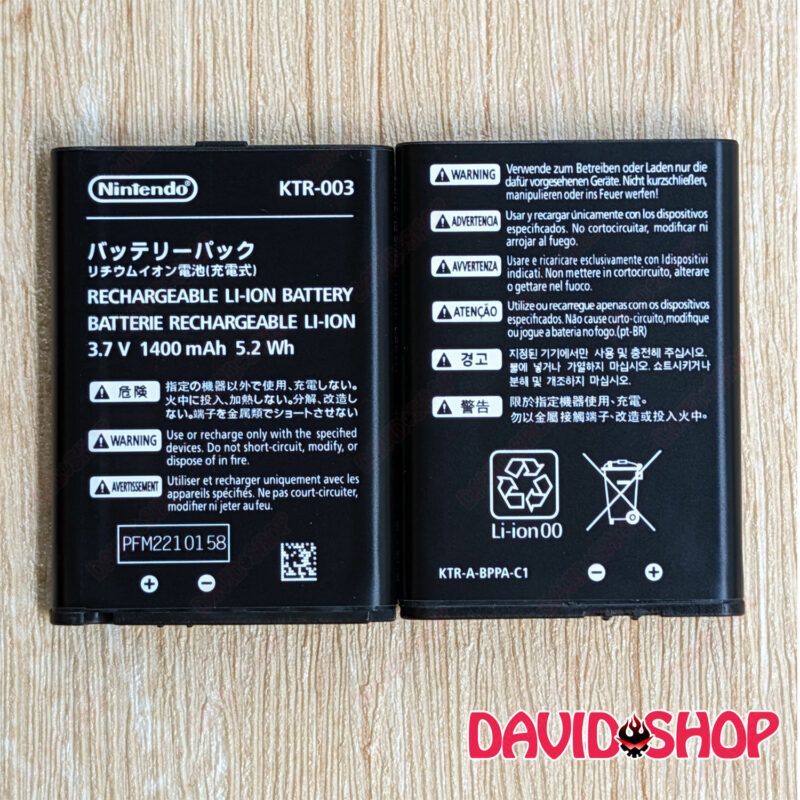 Nintendo
KTR-003
バッテリーパック
リチウムイオン電池(充電式)
RECHARGEABLE LI-ION BATTERY
BATTERIE RECHARGEABLE LI-ION
3.7 V 1400 mAh 5.2 Wh
危険
指定の機器以外で使用、充電しない。
火中に投入、加熱しない。分解、改造し
ない。端子を金属類でショートさせない
WARNING
Use or recharge only with the specified
devices. Do not short-circuit, modify, or
dispose of in fire.
AVERTISSEMENT
Utiliser et recharger uniquement avec les
appareils spécifiés. Ne pas court-circuiter,
modifier ni jeter au feu.
PFM2210158
WARNING
Verwende zum Betreiben oder Laden nur die
dafür vorgesehenen Geräte. Nicht kurzschließen,
manipulieren oder ins Feuer werfen!
ADVERTENCIA
Usar y recargar únicamente con los dispositivos
especificados. No cortocircuitar, modificar ni
arrojar al fuego.
AVVERTENZA
Usare e ricaricare esclusivamente con I dispositivi
indicati. Non mettere in cortocircuito, alterare
o gettare nel fuoco.
ATENÇÃO
Utilize ou recarregue apenas com os dispositivos
especificados. Não cause curto-circuito, modifique
ou jogue a bateria no fogo. (pt-BR)
경고
지정된 기기에서만 사용 및 충전해 주십시오.
불에 넣거나 가열하지 마십시오. 쇼트시키거나
분해 및 개조하지 마십시오.
警告
限於指定機器使用、充電。
勿以金屬接觸端子、改造或投入火中。
Li-ion 00
KTR-A-BPPA-C1
DAVID SHOP